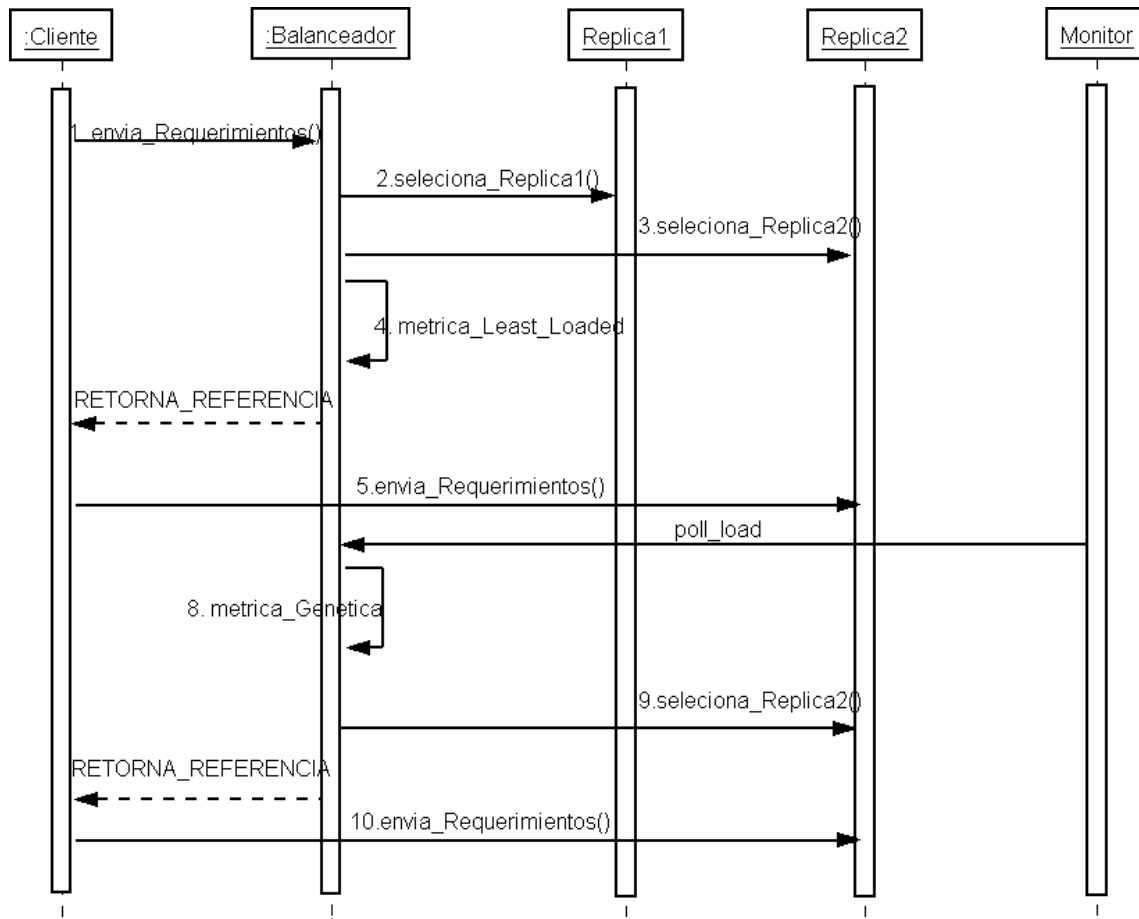 :Cliente
:Balanceador
Replica1
Replica2
Monitor
1. envia_Requerimientos()
2.seleciona_Replica1()
3.seleciona_Replica2()
4. metrica_Least_Loaded
RETORNA_REFERENCIA
5.envia_Requerimientos()
poll_load
8. metrica_Genetica
9.seleciona_Replica2()
RETORNA_REFERENCIA
10.envia_Requerimientos()